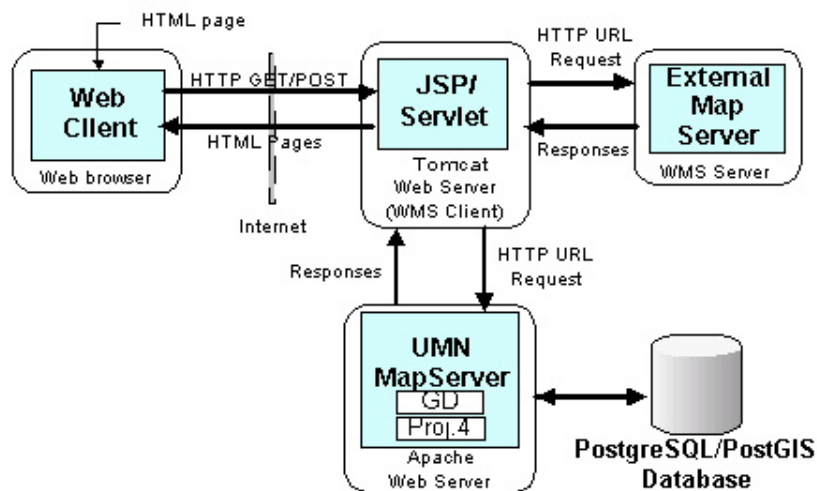 HTML page
Web
Client
Web browser
HTTP GET/POST
HTML Pages
Internet
JSP/
Servlet
Tomcat
Web Server
(WMS Client)
HTTP URL
Request
Responses
External
Map
Server
WMS Server
Responses
HTTP URL
Request
UMN
MapServer
GD
Proj.4
Apache
Web Server
PostgreSQL/PostGIS
Database